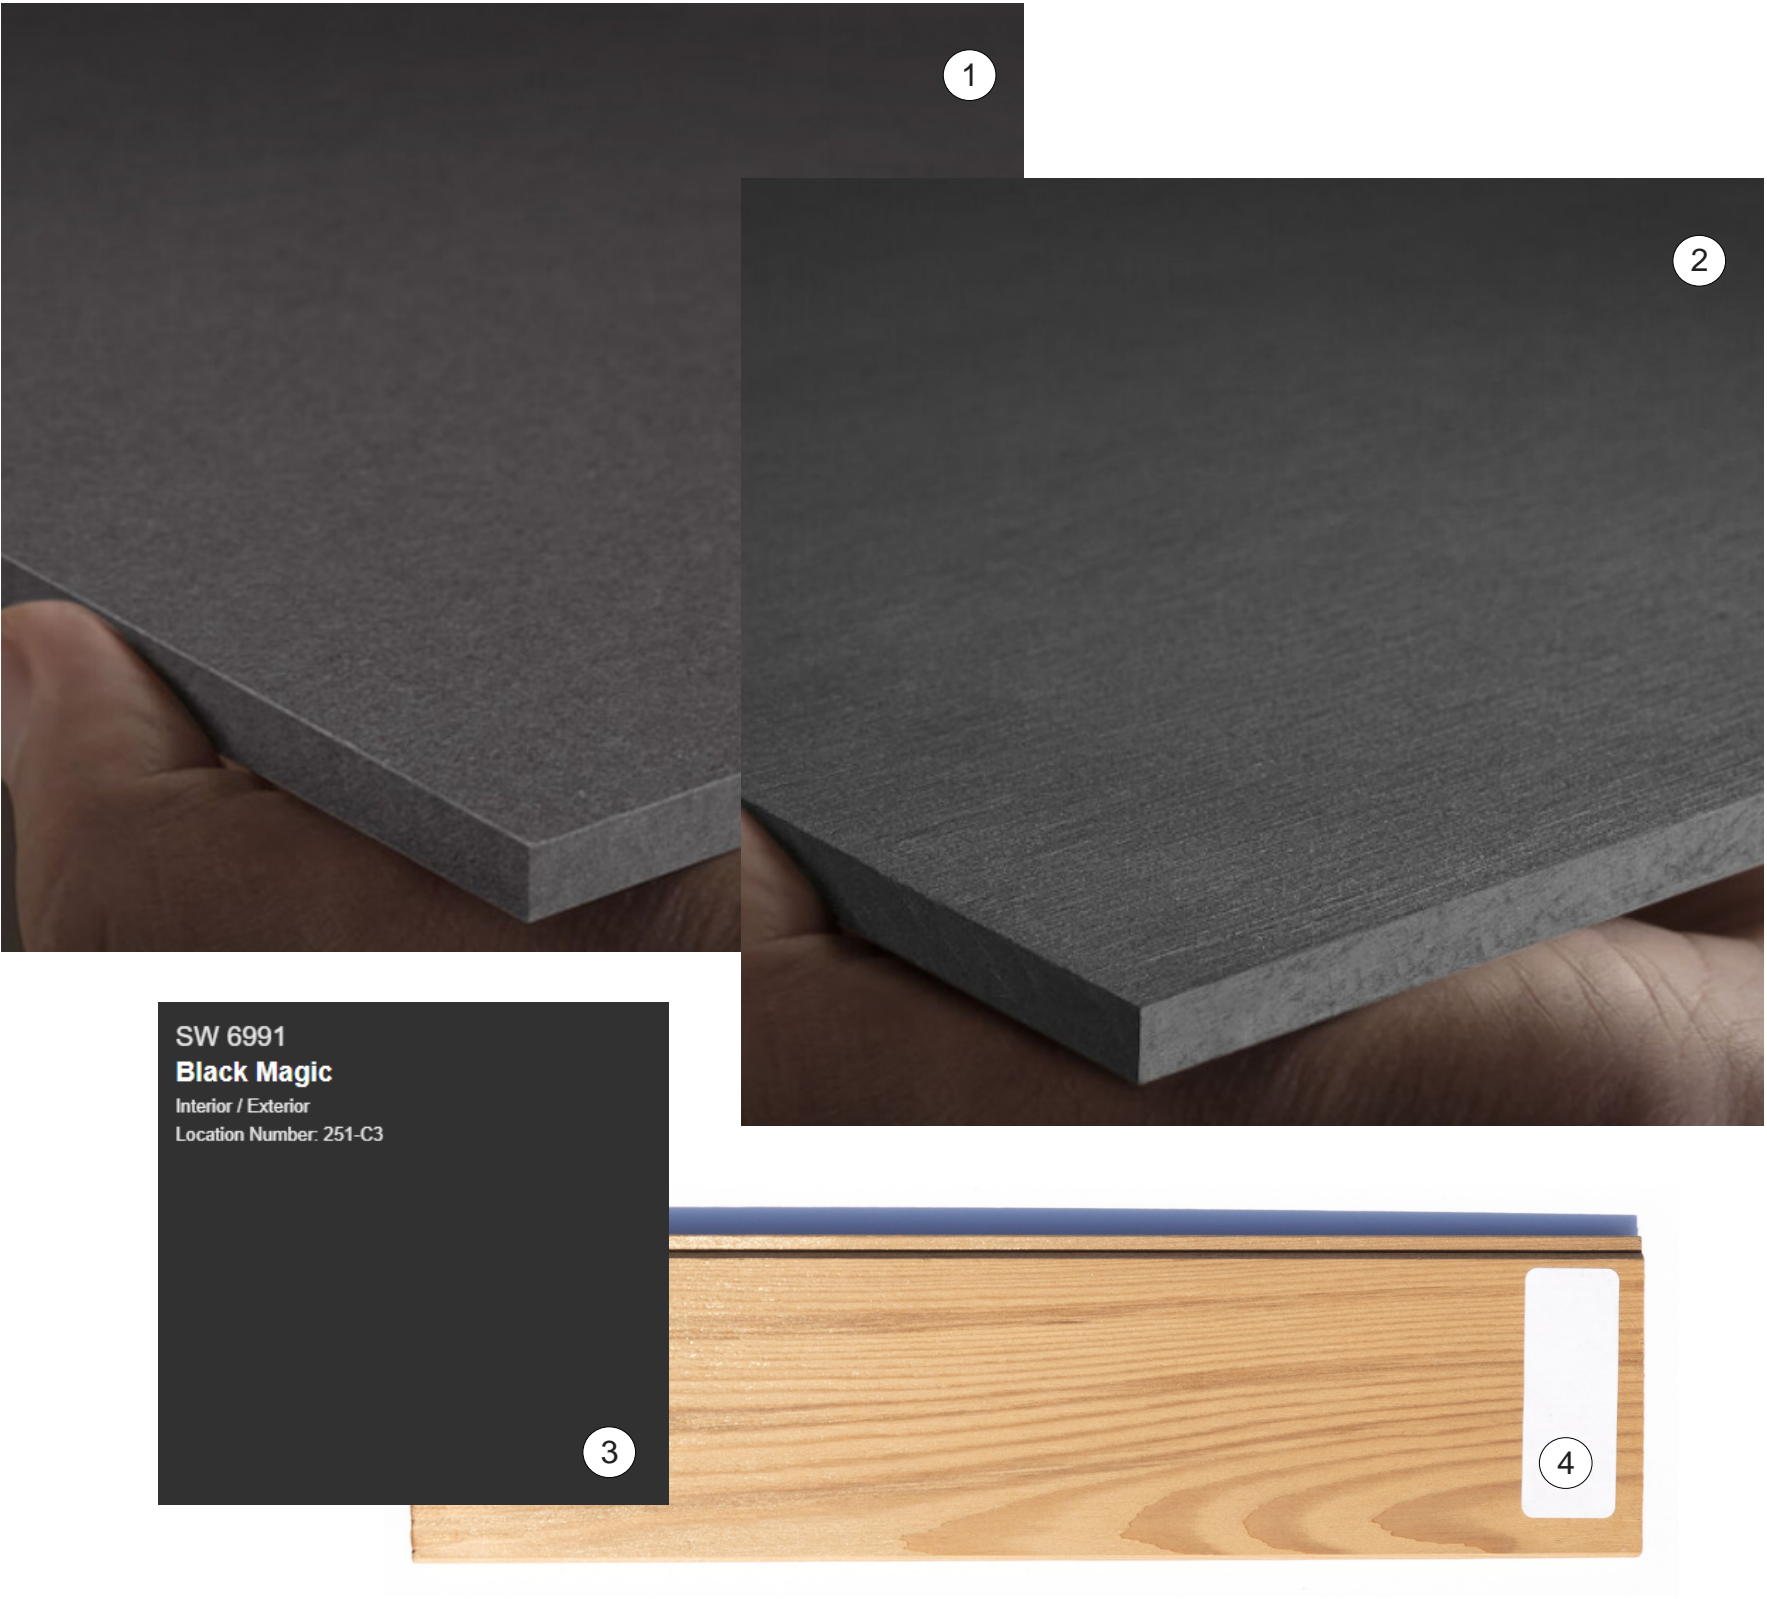 1
2
SW 6991
Black Magic
Interior / Exterior
Location Number: 251-C3
3
4